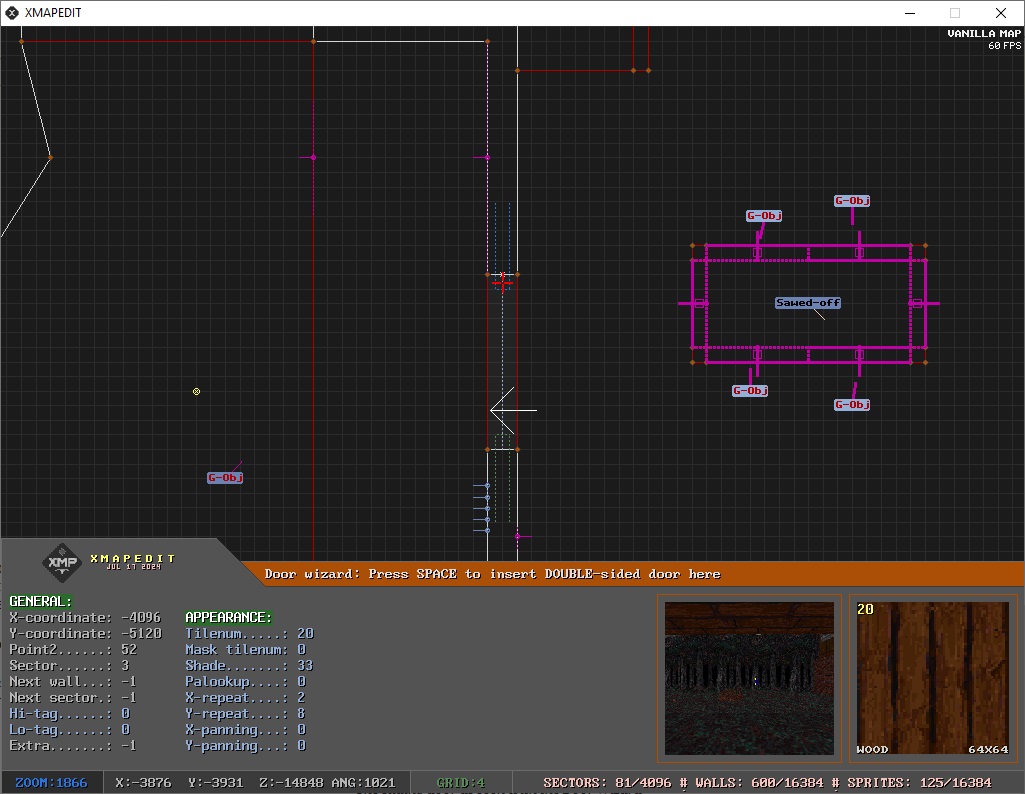 XMAPEDIT
VANILLA MAP
60 FPS
G-Obj
G-Obj
Sawed-off
G-Obj
G-Obj
G-Obj
XMP
XMAPEDIT
JUL 17 2024
Door wizard: Press SPACE to insert DOUBLE-sided door here
GENERAL:
X-coordinate: -4096
Y-coordinate: -5120
Point2......: 52
Sector......: 3
Next wall...: -1
Next sector.: -1
Hi-tag......: 0
Lo-tag......: 0
Extra.......: -1
APPEARANCE:
Tilenum.....: 20
Mask tilenum: 0
Shade.......: 33
Palookup....: 0
X-repeat....: 2
Y-repeat....: 8
X-panning...: 0
Y-panning...: 0
20
WOOD 64X64
ZOOM:1866 X:-3876 Y:-3931 Z:-14848 ANG:1021 GRID:4 SECTORS: 81/4096 # WALLS: 600/16384 # SPRITES: 125/16384